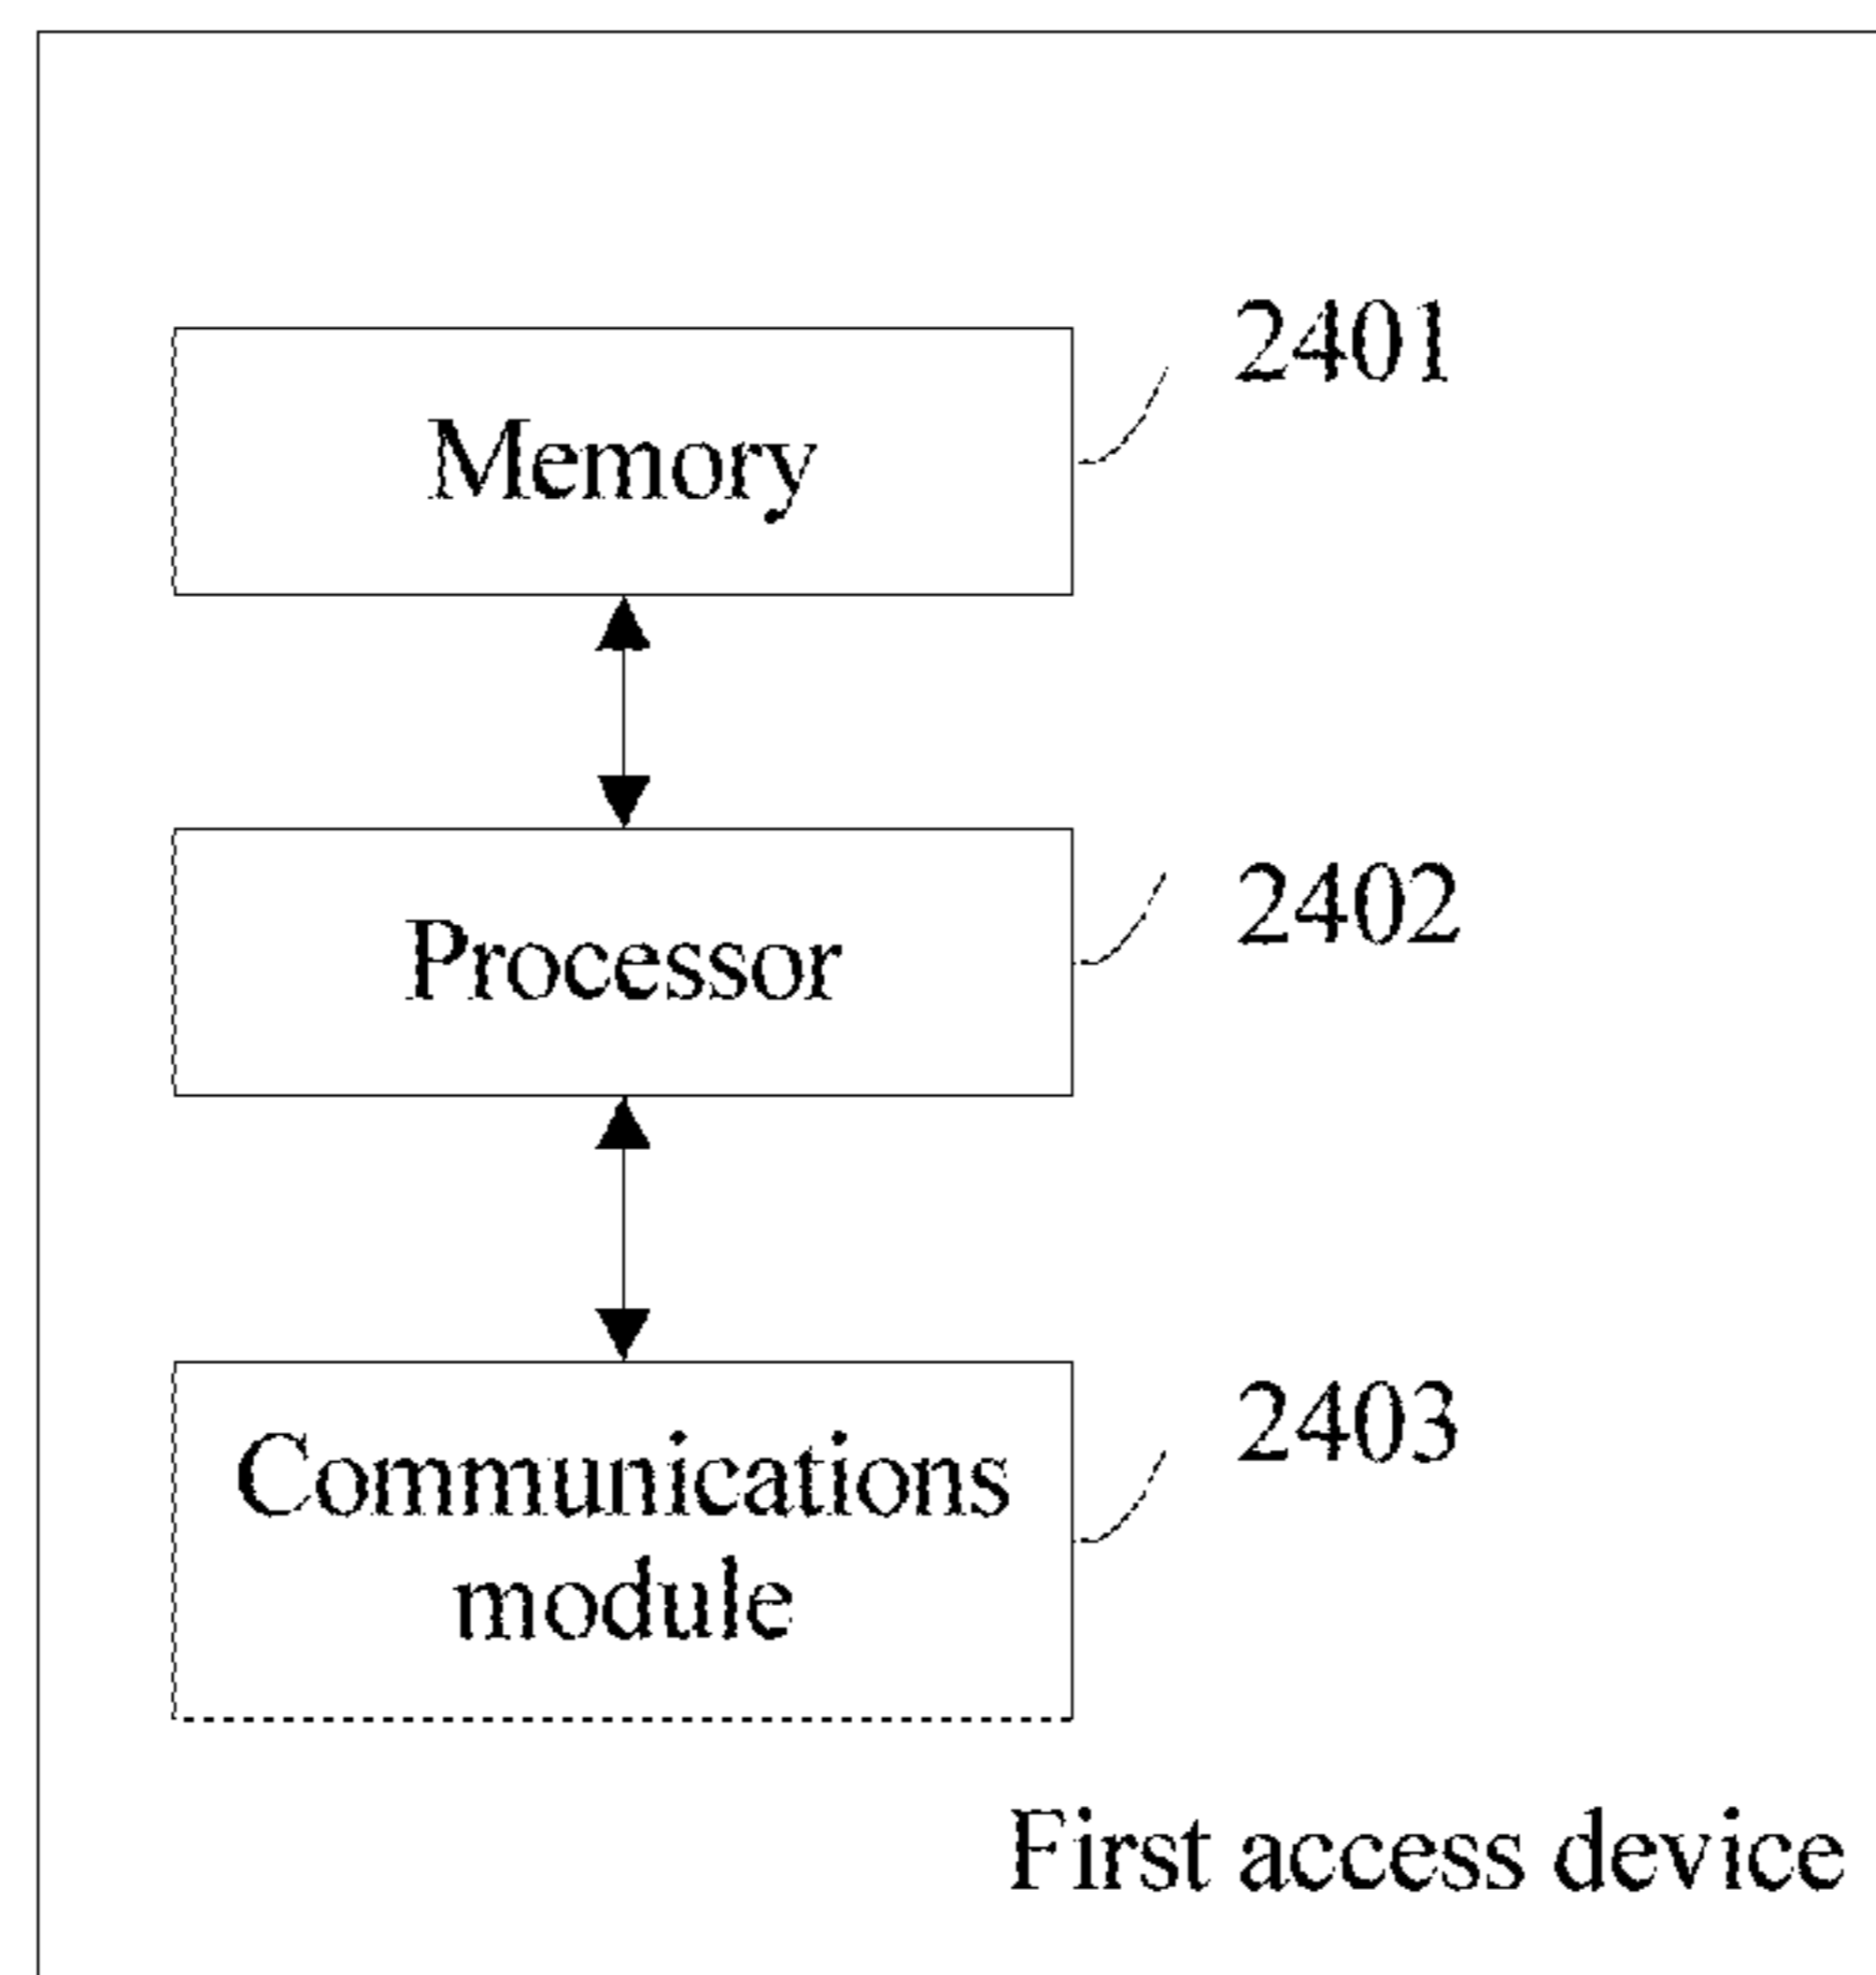 2401
Memory
2402
Processor
2403
Communications
module
First access device